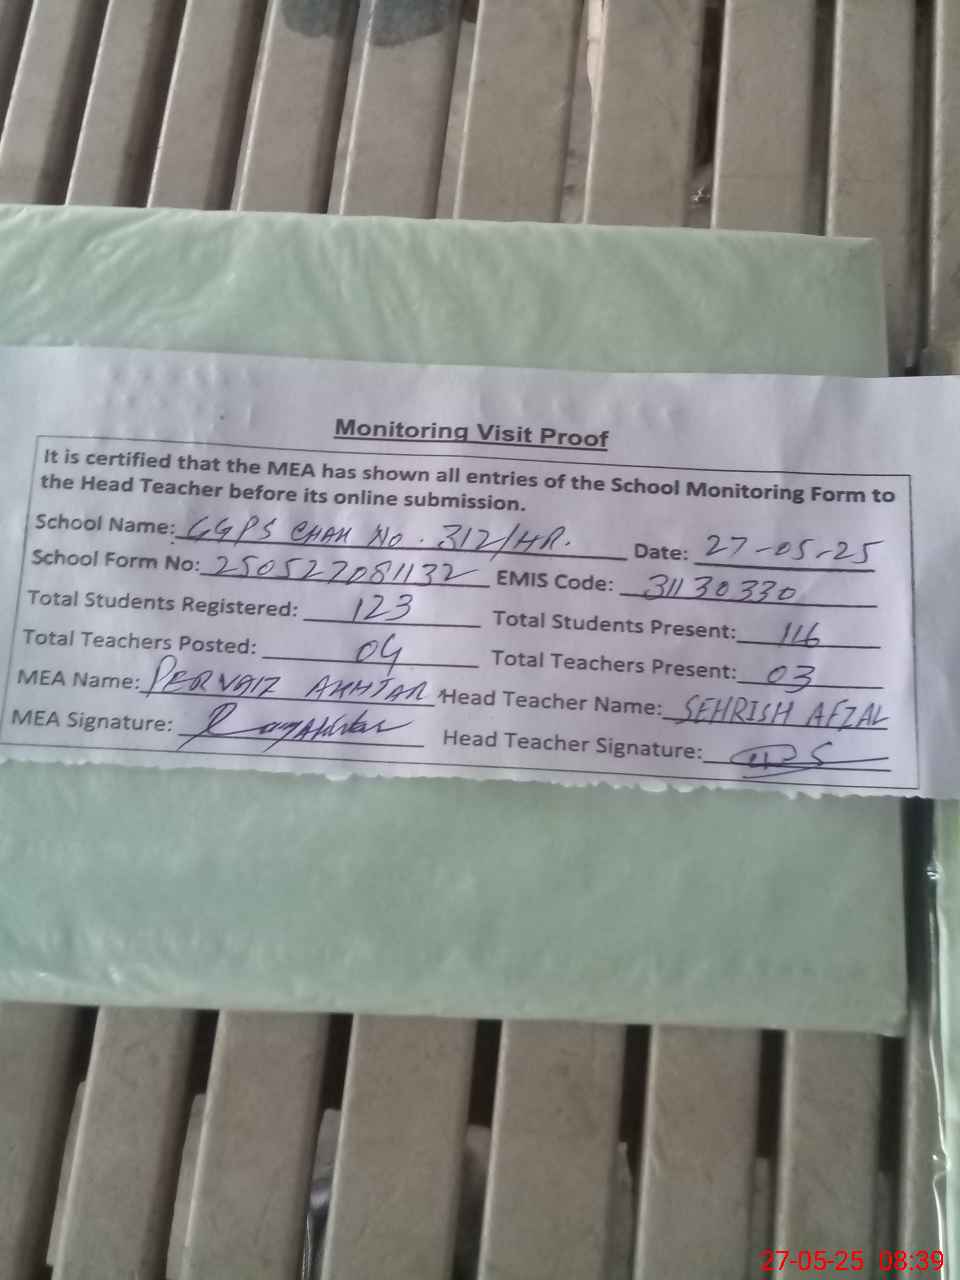 Monitoring Visit Proof
It is certified that the MEA has shown all entries of the School Monitoring Form to
the Head Teacher before its online submission.
School Name: GGPS CHAK No. 312/HR. Date: 27-05-25
School Form No: 250527081132 EMIS Code: 31130330
Total Students Registered: 123 Total Students Present: 116
Total Teachers Posted: 04 Total Teachers Present: 03
MEA Name: PERVAIZ AKHTAR Head Teacher Name: SEHRISH AFZAL
MEA Signature: Head Teacher Signature:
27-05-25 08:39